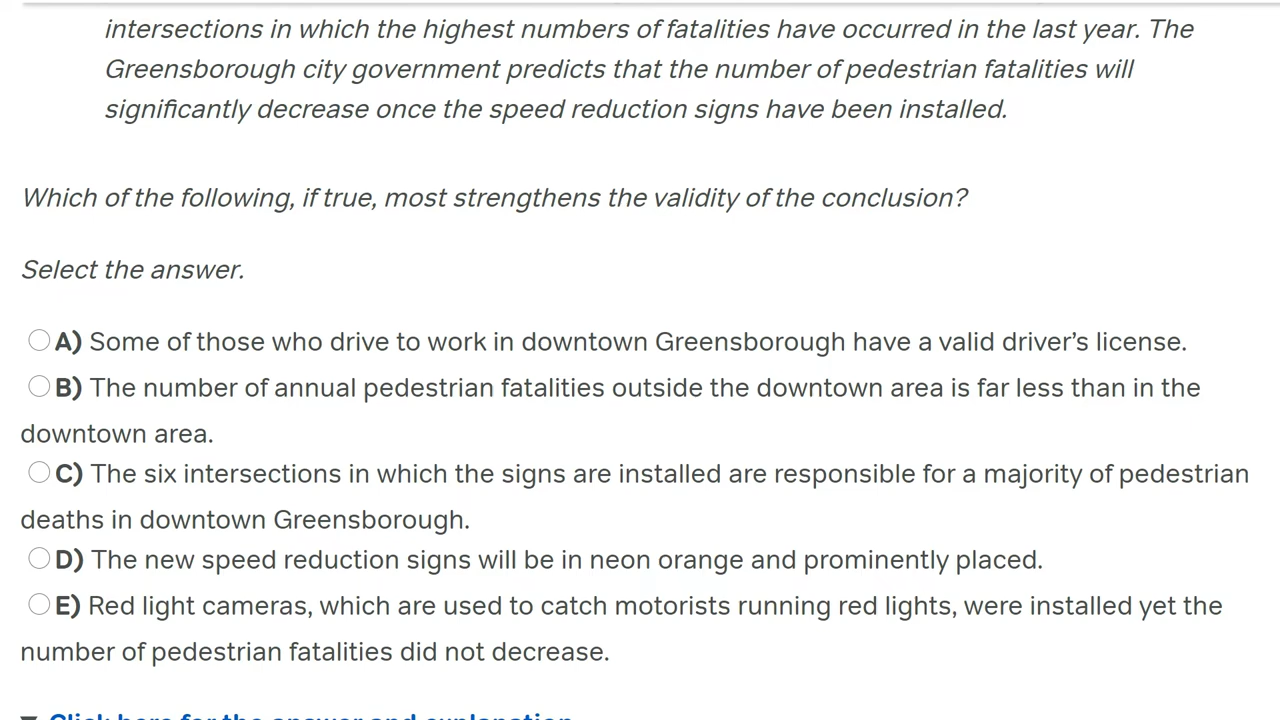 intersections in which the highest numbers of fatalities have occurred in the last year. The
Greensborough city government predicts that the number of pedestrian fatalities will
significantly decrease once the speed reduction signs have been installed.
Which of the following, if true, most strengthens the validity of the conclusion?
Select the answer.
A) Some of those who drive to work in downtown Greensborough have a valid driver’s license.
B) The number of annual pedestrian fatalities outside the downtown area is far less than in the
downtown area.
C) The six intersections in which the signs are installed are responsible for a majority of pedestrian
deaths in downtown Greensborough.
D) The new speed reduction signs will be in neon orange and prominently placed.
E) Red light cameras, which are used to catch motorists running red lights, were installed yet the
number of pedestrian fatalities did not decrease.
Click here for the answer and explanation